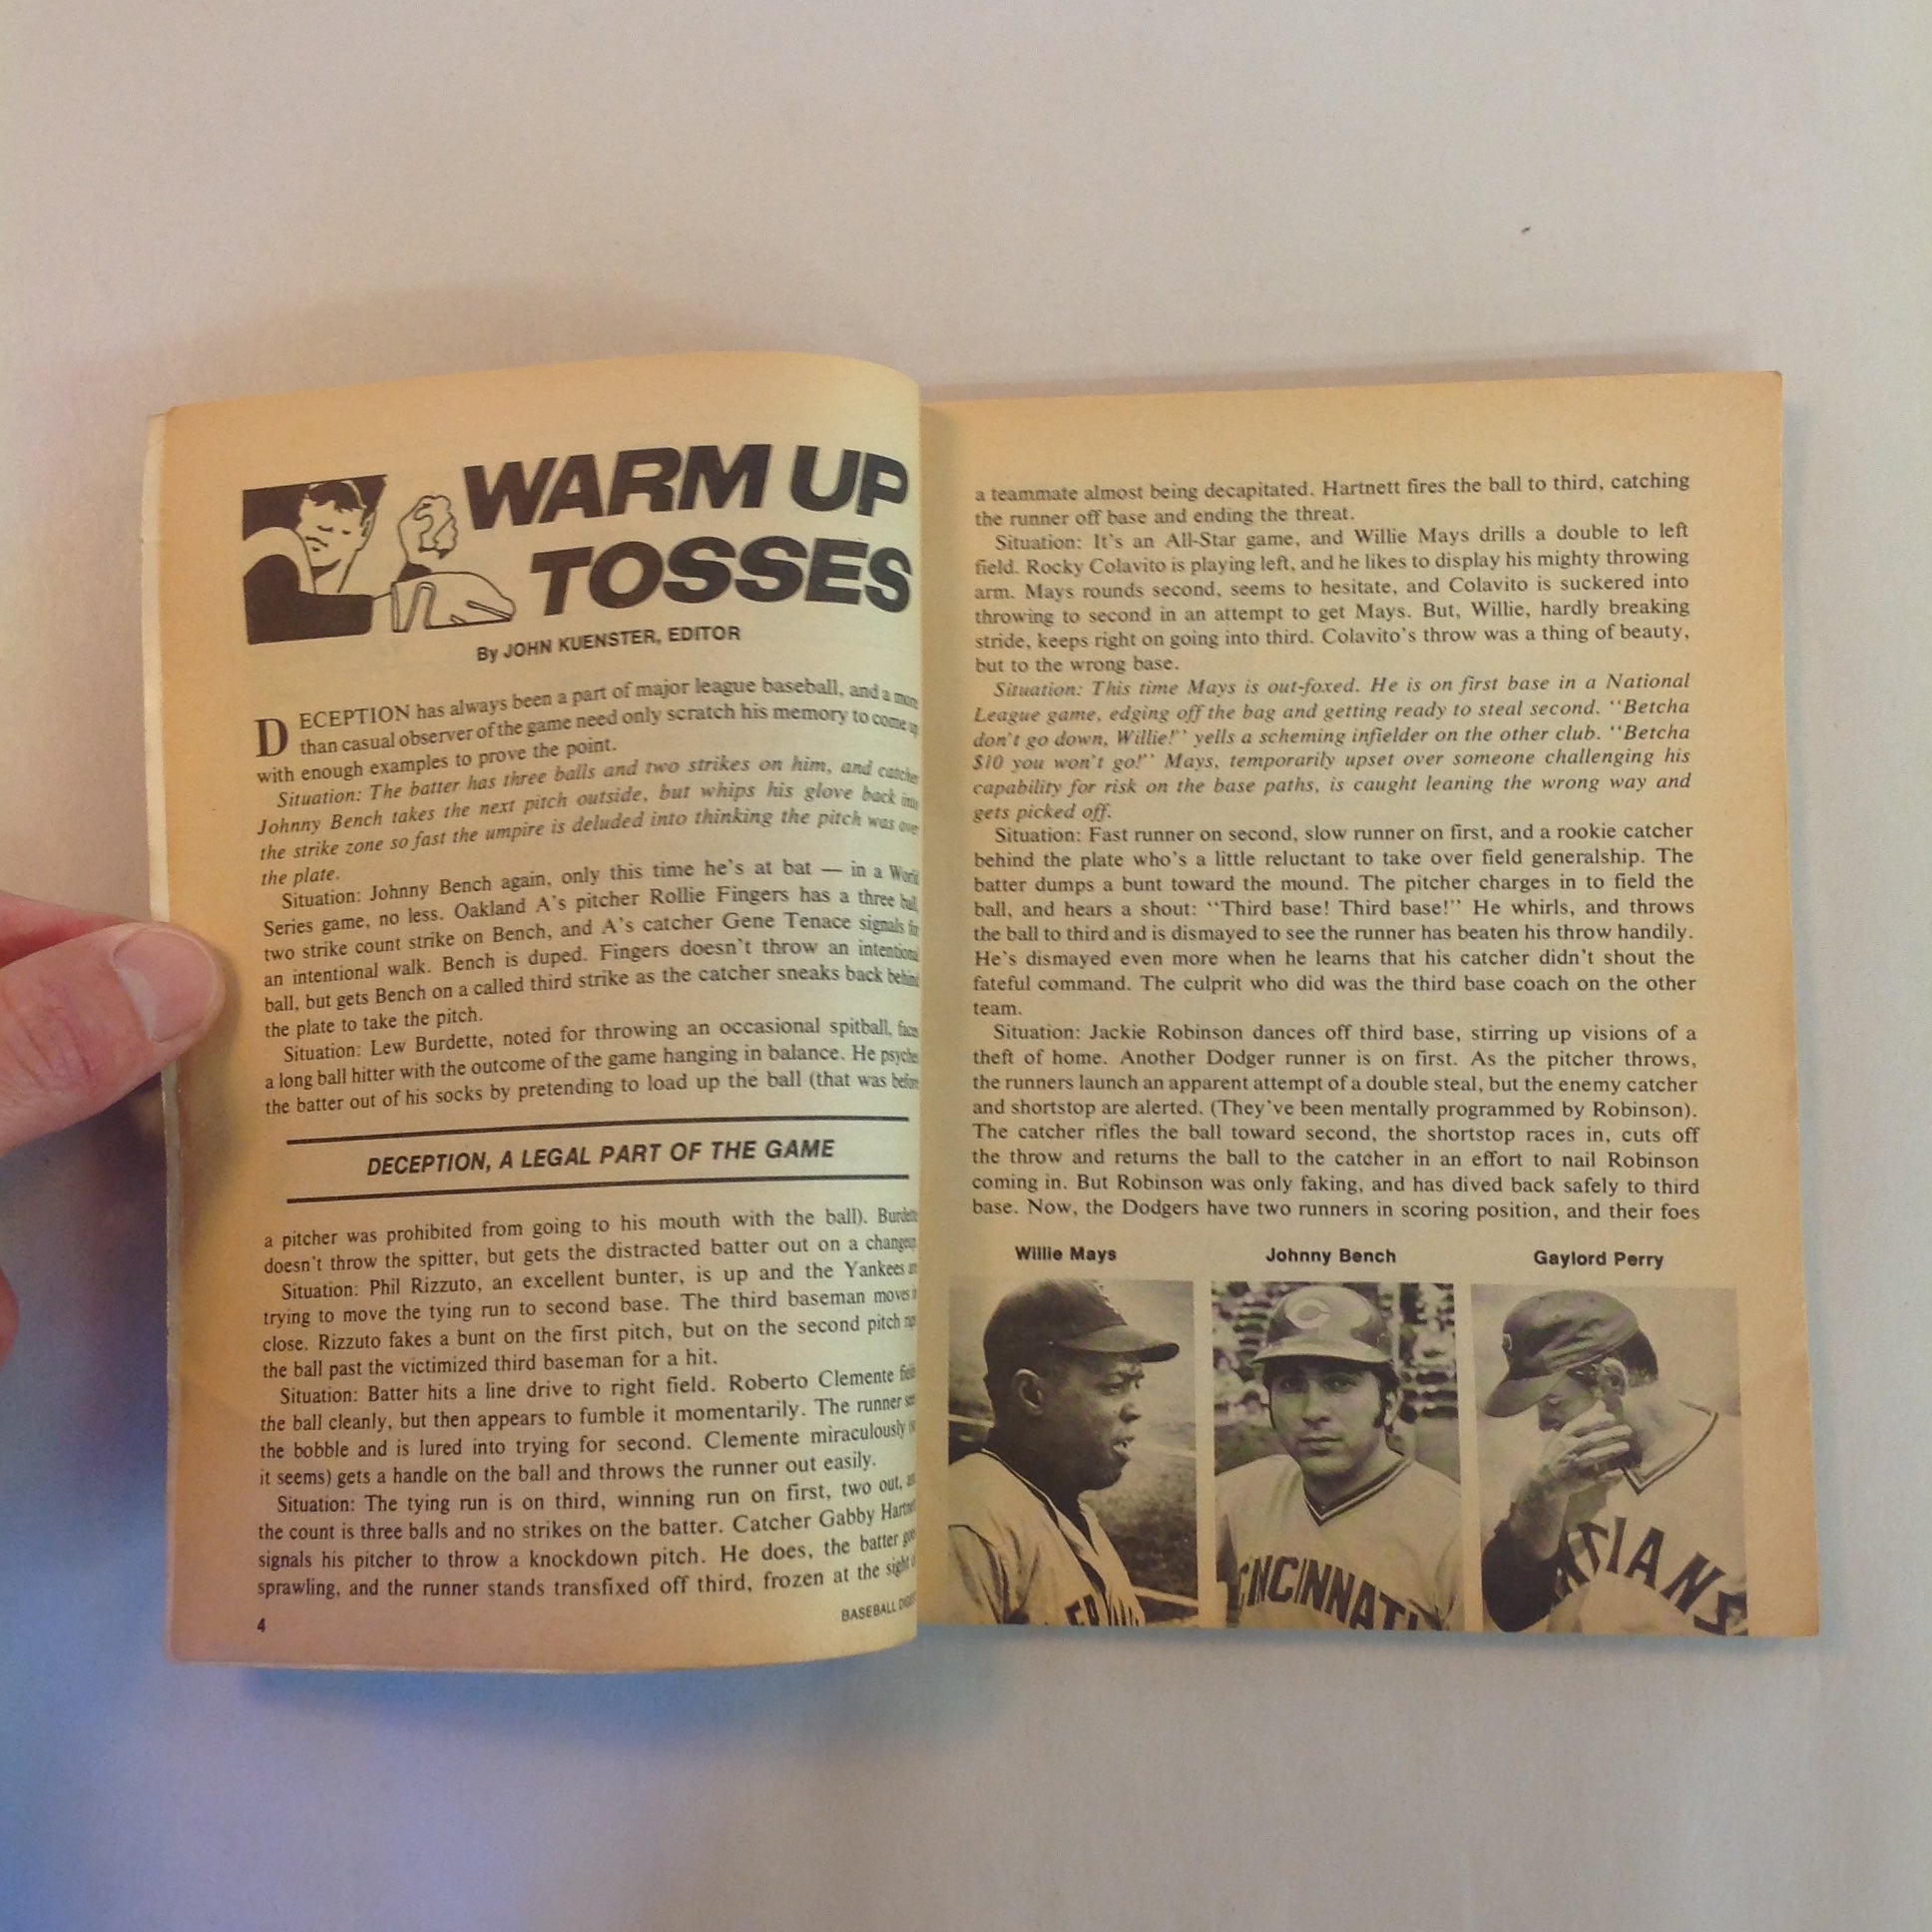 WARM UP
TOSSES
By JOHN KUENSTER, EDITOR
DECEPTION has always been a part of major league baseball, and a more
than casual observer of the game need only scratch his memory to come up
with enough examples to prove the point.
Situation: The batter has three balls and two strikes on him, and catcher
Johnny Bench takes the next pitch outside, but whips his glove back into
the strike zone so fast the umpire is deluded into thinking the pitch was over
the plate.
Situation: Johnny Bench again, only this time he's at bat — in a World
Series game, no less. Oakland A's pitcher Rollie Fingers has a three ball,
two strike count strike on Bench, and A's catcher Gene Tenace signals for
an intentional walk. Bench is duped. Fingers doesn't throw an intentional
ball, but gets Bench on a called third strike as the catcher sneaks back behind
the plate to take the pitch.
Situation: Lew Burdette, noted for throwing an occasional spitball, faces
a long ball hitter with the outcome of the game hanging in balance. He psyches
the batter out of his socks by pretending to load up the ball (that was before
DECEPTION, A LEGAL PART OF THE GAME
a pitcher was prohibited from going to his mouth with the ball). Burdette
doesn't throw the spitter, but gets the distracted batter out on a changeup.
Situation: Phil Rizzuto, an excellent bunter, is up and the Yankees
trying to move the tying run to second base. The third baseman moves
close. Rizzuto fakes a bunt on the first pitch, but on the second pitch
the ball past the victimized third baseman for a hit.
Situation: Batter hits a line drive to right field. Roberto Clemente
the ball cleanly, but then appears to fumble it momentarily. The runner
the bobble and is lured into trying for second. Clemente miraculously
it seems) gets a handle on the ball and throws the runner out easily.
Situation: The tying run is on third, winning run on first, two out,
the count is three balls and no strikes on the batter. Catcher Gabby Hartnett
signals his pitcher to throw a knockdown pitch. He does, the batter goes
sprawling, and the runner stands transfixed off third, frozen at the sight
4
BASEBALL DIGEST
a teammate almost being decapitated. Hartnett fires the ball to third, catching
the runner off base and ending the threat.
Situation: It's an All-Star game, and Willie Mays drills a double to left
field. Rocky Colavito is playing left, and he likes to display his mighty throwing
arm. Mays rounds second, seems to hesitate, and Colavito is suckered into
throwing to second in an attempt to get Mays. But, Willie, hardly breaking
stride, keeps right on going into third. Colavito's throw was a thing of beauty,
but to the wrong base.
Situation: This time Mays is out-foxed. He is on first base in a National
League game, edging off the bag and getting ready to steal second. "Betcha
don't go down, Willie!" yells a scheming infielder on the other club. "Betcha
$10 you won't go!" Mays, temporarily upset over someone challenging his
capability for risk on the base paths, is caught leaning the wrong way and
gets picked off.
Situation: Fast runner on second, slow runner on first, and a rookie catcher
behind the plate who's a little reluctant to take over field generalship. The
batter dumps a bunt toward the mound. The pitcher charges in to field the
ball, and hears a shout: "Third base! Third base!" He whirls, and throws
the ball to third and is dismayed to see the runner has beaten his throw handily.
He's dismayed even more when he learns that his catcher didn't shout the
fateful command. The culprit who did was the third base coach on the other
team.
Situation: Jackie Robinson dances off third base, stirring up visions of a
theft of home. Another Dodger runner is on first. As the pitcher throws,
the runners launch an apparent attempt of a double steal, but the enemy catcher
and shortstop are alerted. (They've been mentally programmed by Robinson).
The catcher rifles the ball toward second, the shortstop races in, cuts off
the throw and returns the ball to the catcher in an effort to nail Robinson
coming in. But Robinson was only faking, and has dived back safely to third
base. Now, the Dodgers have two runners in scoring position, and their foes
Willie Mays
Johnny Bench
Gaylord Perry
C
CINCINNATI